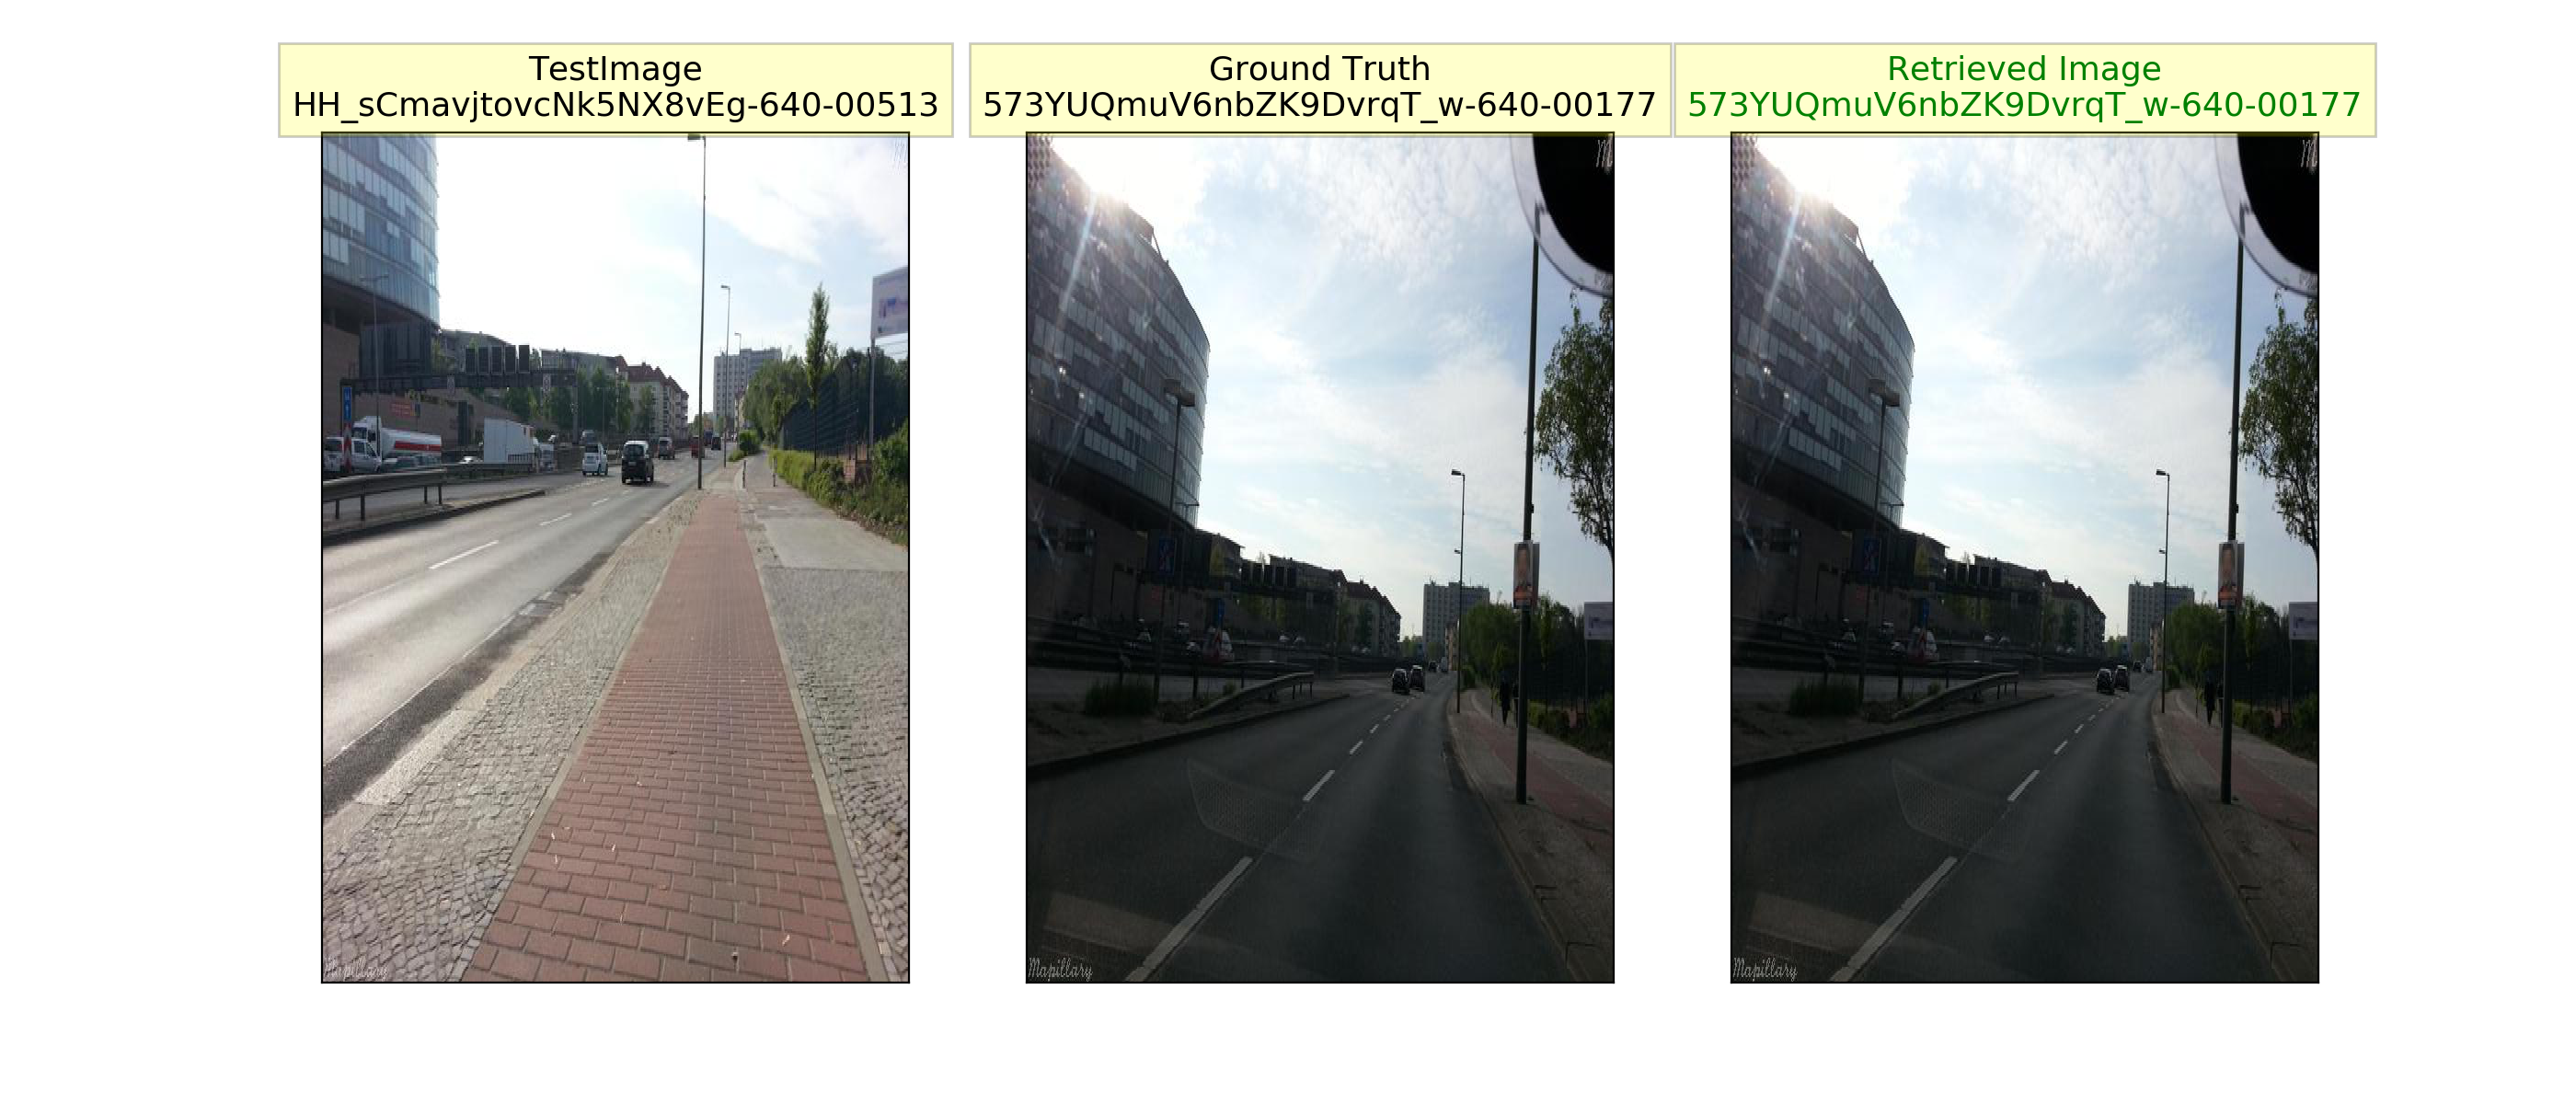 TestImage
HH_sCmavjtovcNk5NX8vEg-640-00513
Ground Truth
573YUQmuV6nbZK9DvrqT_w-640-00177
Retrieved Image
573YUQmuV6nbZK9DvrqT_w-640-00177
Mapillary
Mapillary
Mapillary